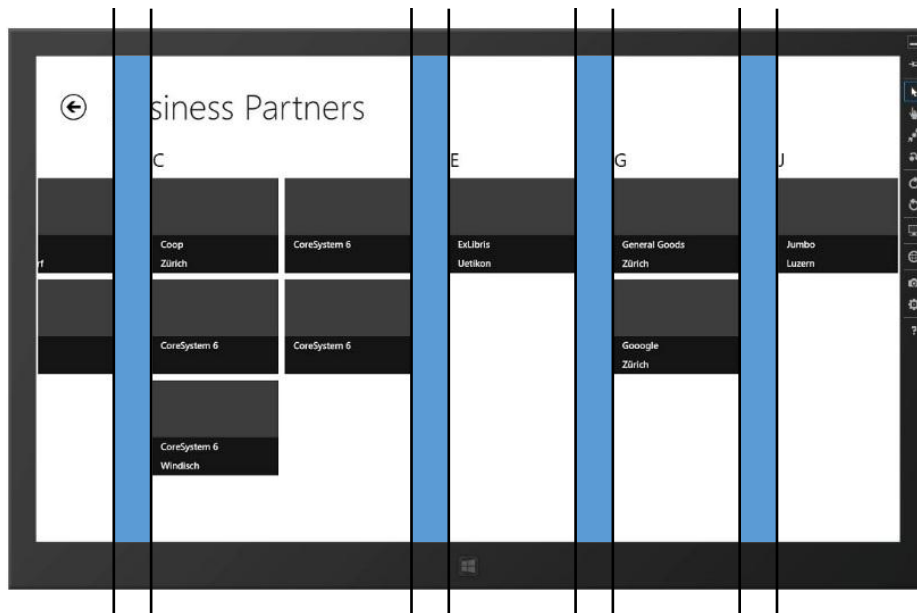 siness Partners
C
E
G
J
Coop
Zürich
CoreSystem 6
ExLibris
Uetikon
General Goods
Zürich
Jumbo
Luzern
rf
CoreSystem 6
CoreSystem 6
Gooogle
Zürich
CoreSystem 6
Windisch